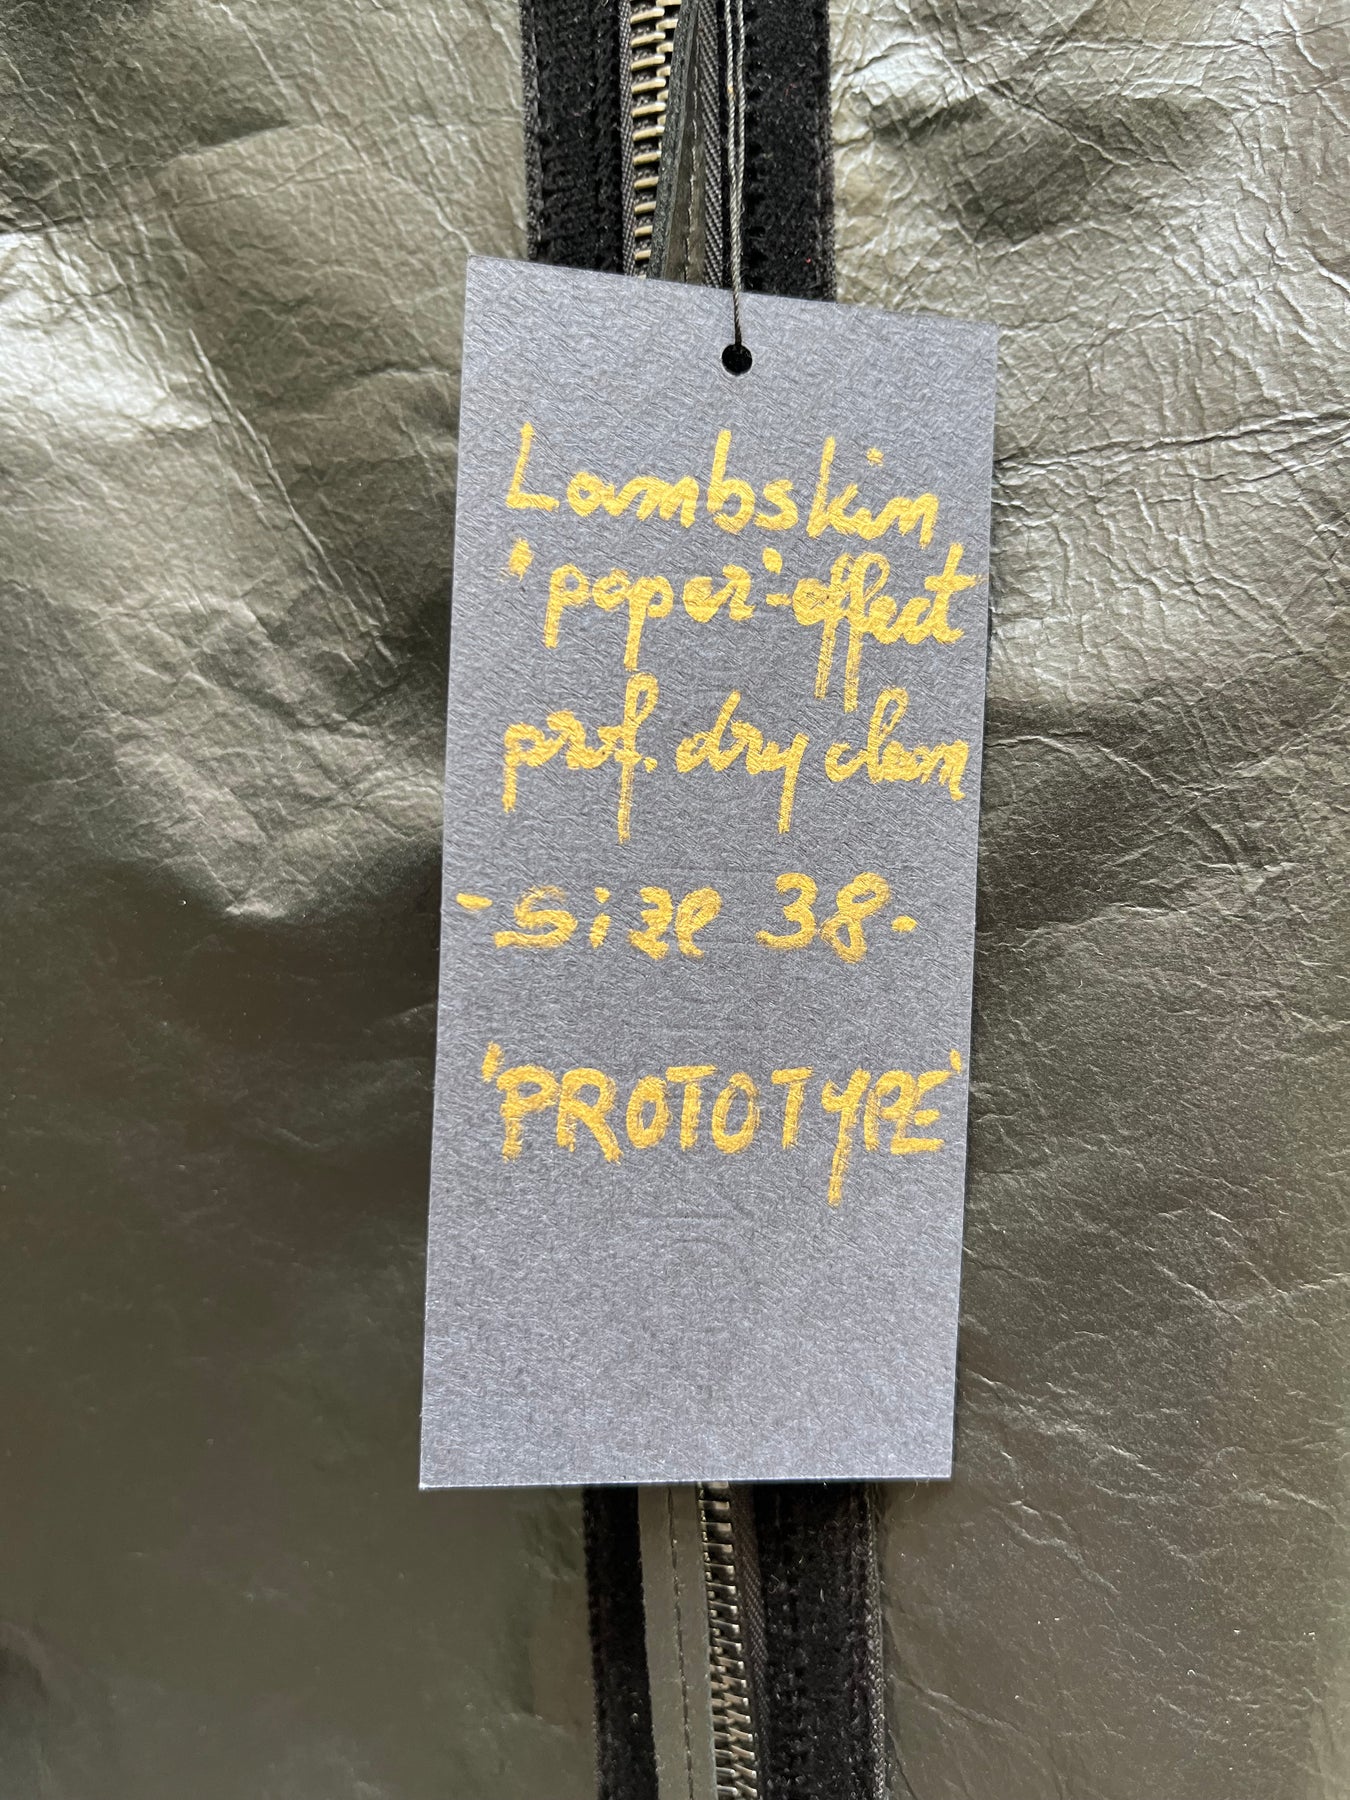 Lambskin
'paper'-effect
prof. dry clean
- size 38 -
'PROTOTYPE'